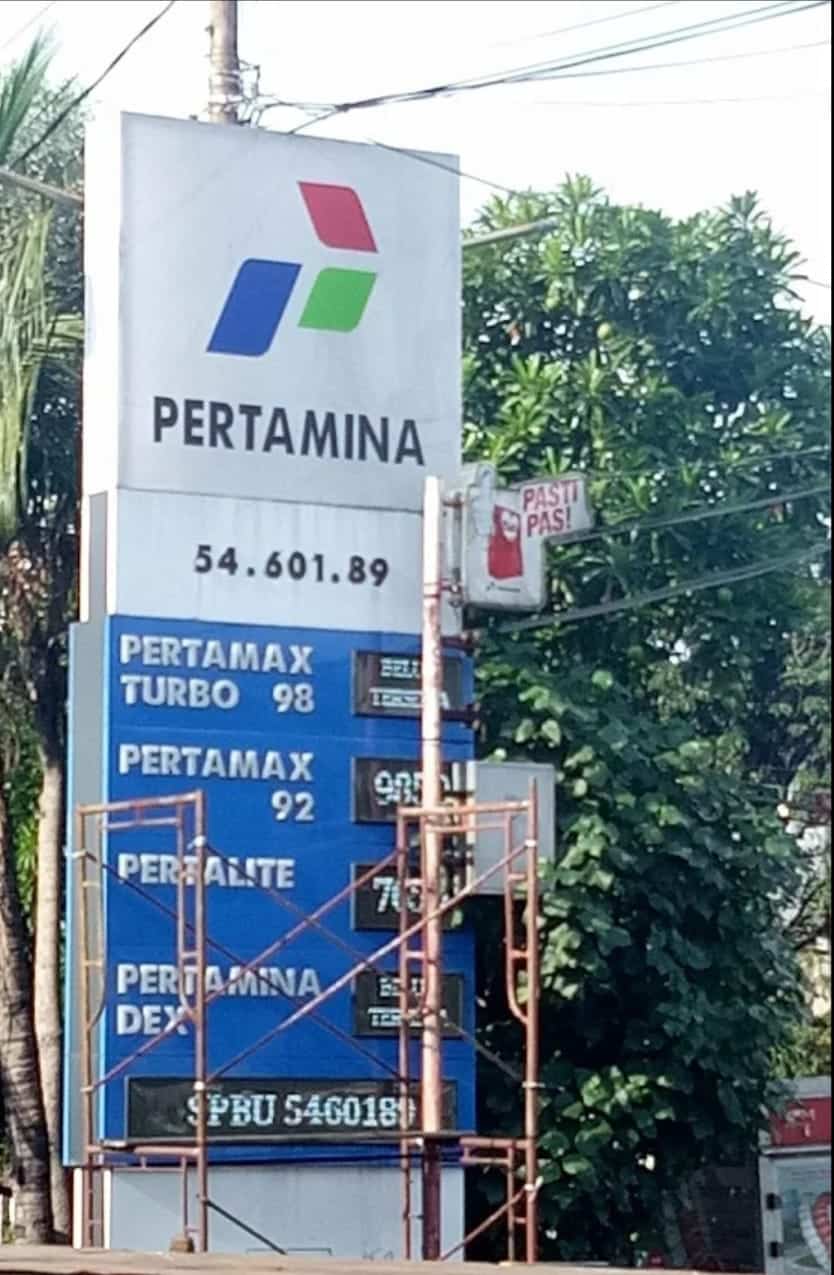 PERTAMINA
PASTI
PAS!
54.601.89
PERTAMAX
TURBO 98
PERTAMAX
92
PERTALITE
PERTAMINA
DEX
SPBU 5460189